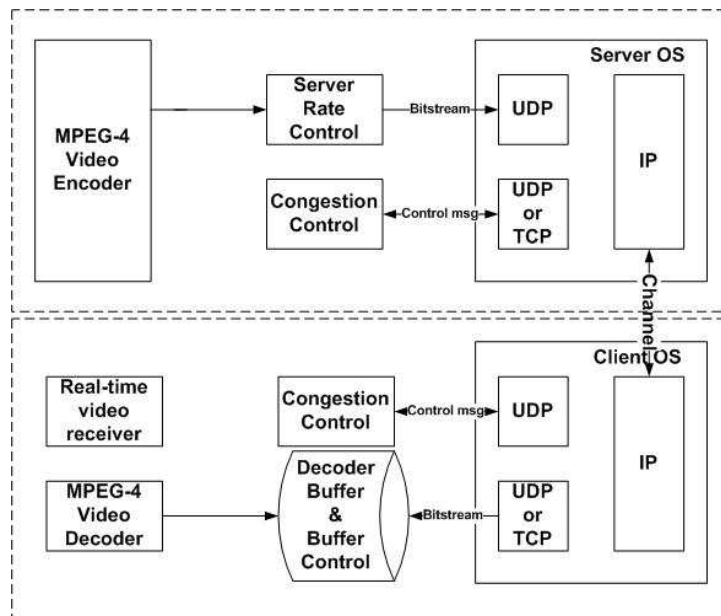 MPEG-4
Video
Encoder
Server
Rate
Control
Bitstream
Server OS
UDP
IP
Congestion
Control
Control msg
UDP
or
TCP
Channel
Client OS
Real-time
video
receiver
Congestion
Control
Control msg
UDP
IP
MPEG-4
Video
Decoder
Decoder
Buffer
&
Buffer
Control
Bitstream
UDP
or
TCP